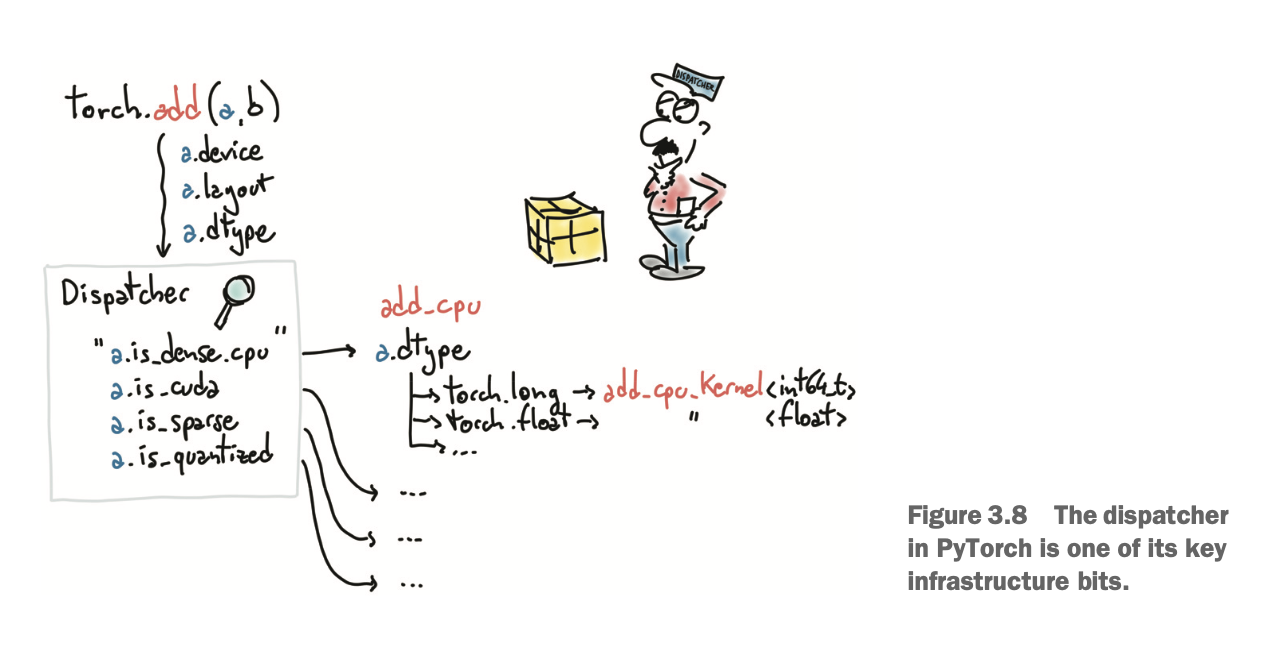 torch.add(a,b)
a.device
a.layout
a.dtype
DISPATCHER
Dispatcher
"a.is_dense.cpu"
a.is_cuda
a.is_sparse
a.is_quantized
add_cpu
a.dtype
torch.long → add_cpu_kernel<int64_t>
torch.float → " <float>
...
...
...
...
Figure 3.8 The dispatcher
in PyTorch is one of its key
infrastructure bits.